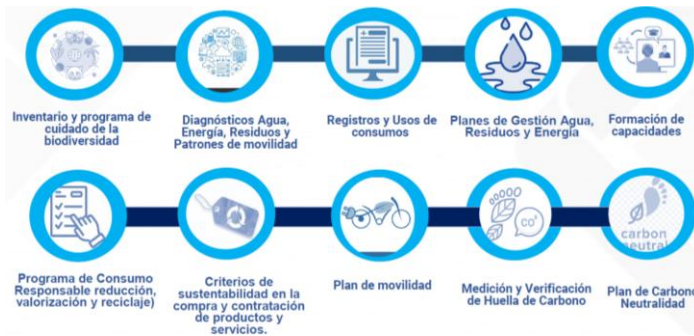 Inventario y programa de
cuidado de la
biodiversidad
Diagnósticos Agua,
Energía, Residuos y
Patrones de movilidad
Registros y Usos de
consumos
Planes de Gestión Agua,
Residuos y Energía
Formación de
capacidades
Programa de Consumo
Responsable reducción,
valorización y reciclaje)
Criterios de
sustentabilidad en la
compra y contratación
de productos y
servicios.
Plan de movilidad
CO²
Medición y Verificación
de Huella de Carbono
carbon
neutral
Plan de Carbono
Neutralidad